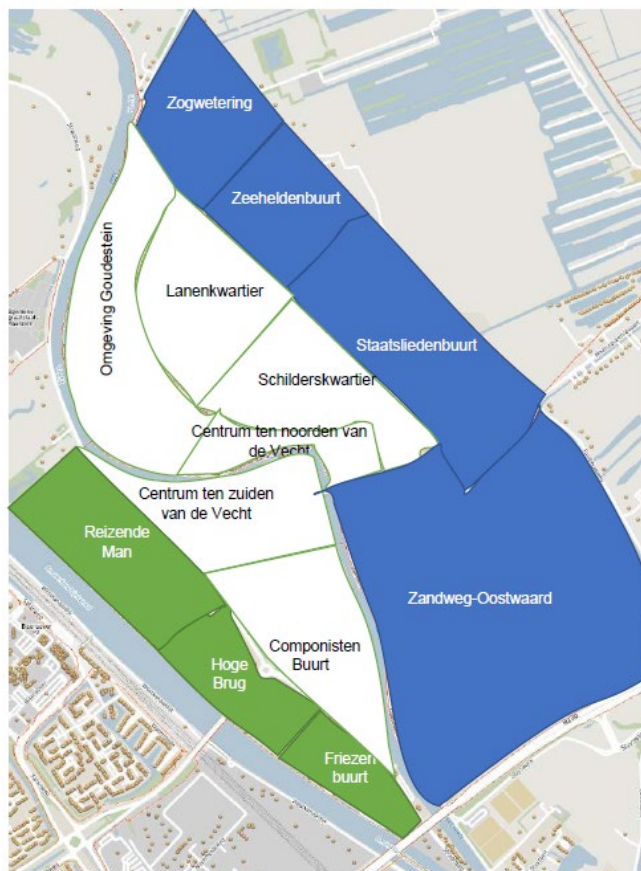 Zogwetering
Zeeheldenbuurt
Omgeving Goudestein
Lanenkwartier
Staatsliedenbuurt
Schilderskwartier
Centrum ten noorden van
de Vecht
Centrum ten zuiden
van de Vecht
Reizende
Man
Zandweg-Oostwaard
Componisten
Buurt
Hoge
Brug
Friezen
buurt